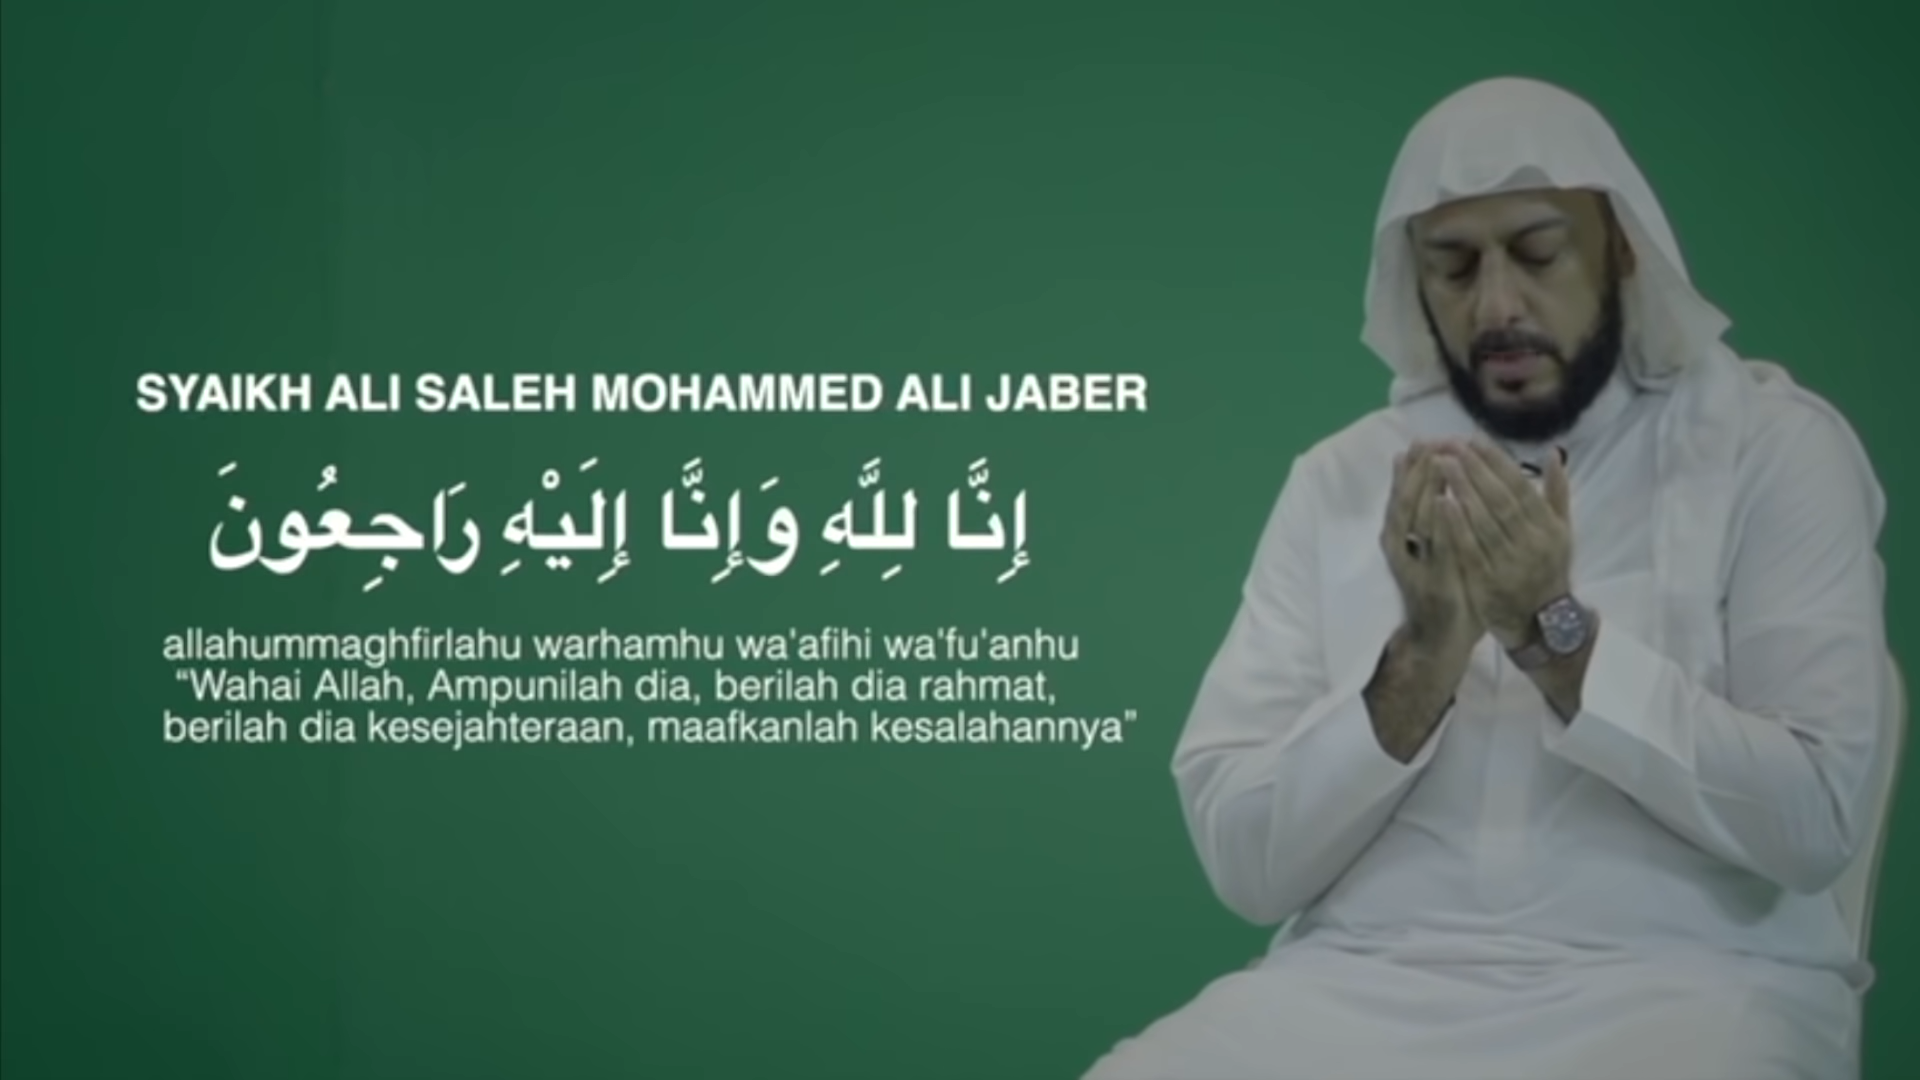 SYAIKH ALI SALEH MOHAMMED ALI JABER
إِنَّا لِلَّهِ وَإِنَّا إِلَيْهِ رَاجِعُونَ
allahummaghfirlahu warhamhu wa'afihi wa'fu'anhu
“Wahai Allah, Ampunilah dia, berilah dia rahmat,
berilah dia kesejahteraan, maafkanlah kesalahannya”